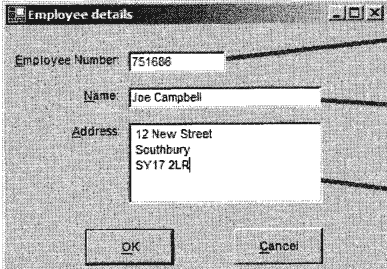 Employee details
Employee Number: 751686
Name: Joe Campbell
Address: 12 New Street
Southbury
SY17 2LR
OK Cancel